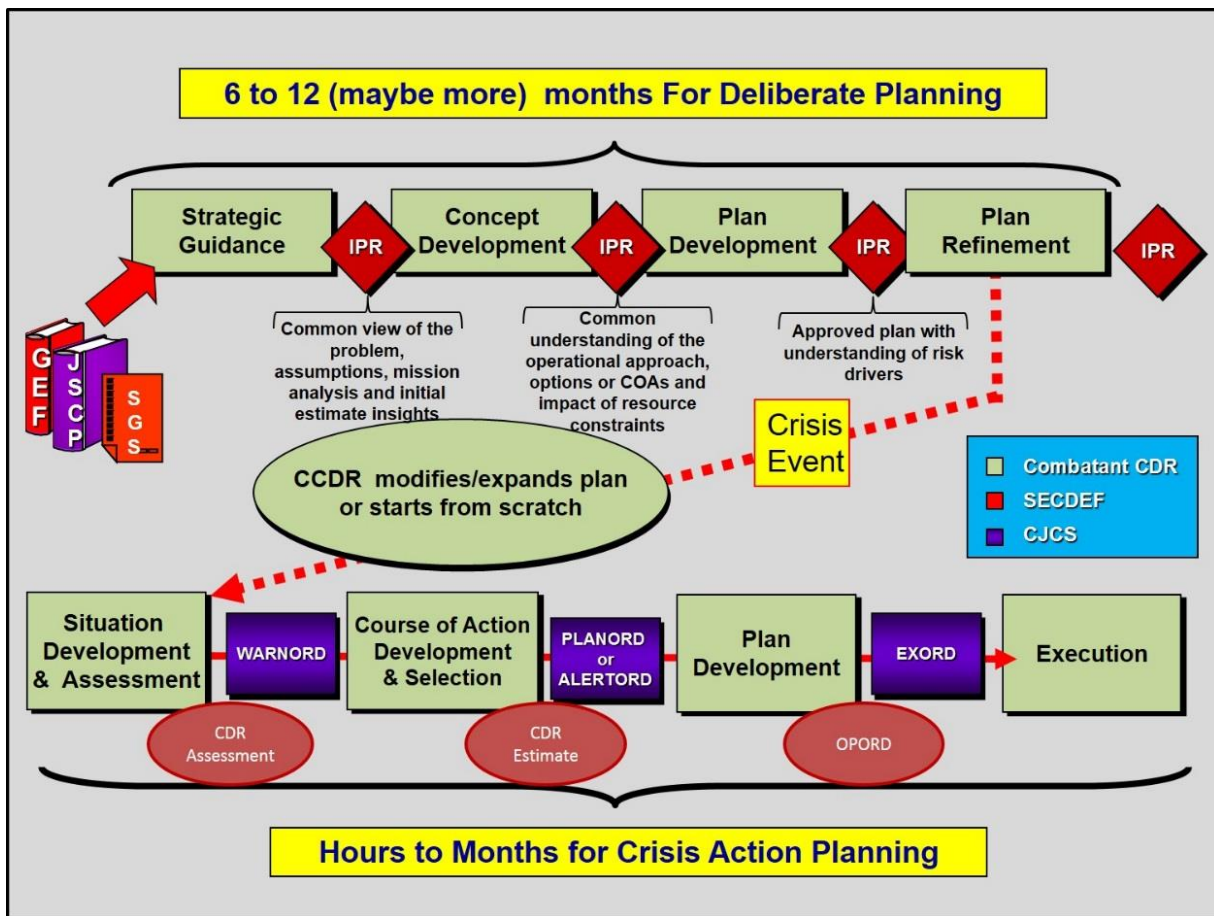 6 to 12 (maybe more) months For Deliberate Planning
Strategic
Guidance
IPR
Concept
Development
IPR
Plan
Development
IPR
Plan
Refinement
IPR
GEF
JSCP
SGS
Common view of the
problem,
assumptions, mission
analysis and initial
estimate insights
Common
understanding of the
operational approach,
options or COAs and
impact of resource
constraints
Approved plan with
understanding of risk
drivers
Crisis
Event
CCDR modifies/expands plan
or starts from scratch
Combatant CDR
SECDEF
CJCS
Situation
Development
& Assessment
WARNORD
Course of Action
Development
& Selection
PLANORD
or
ALERTORD
Plan
Development
EXORD
Execution
CDR
Assessment
CDR
Estimate
OPORD
Hours to Months for Crisis Action Planning